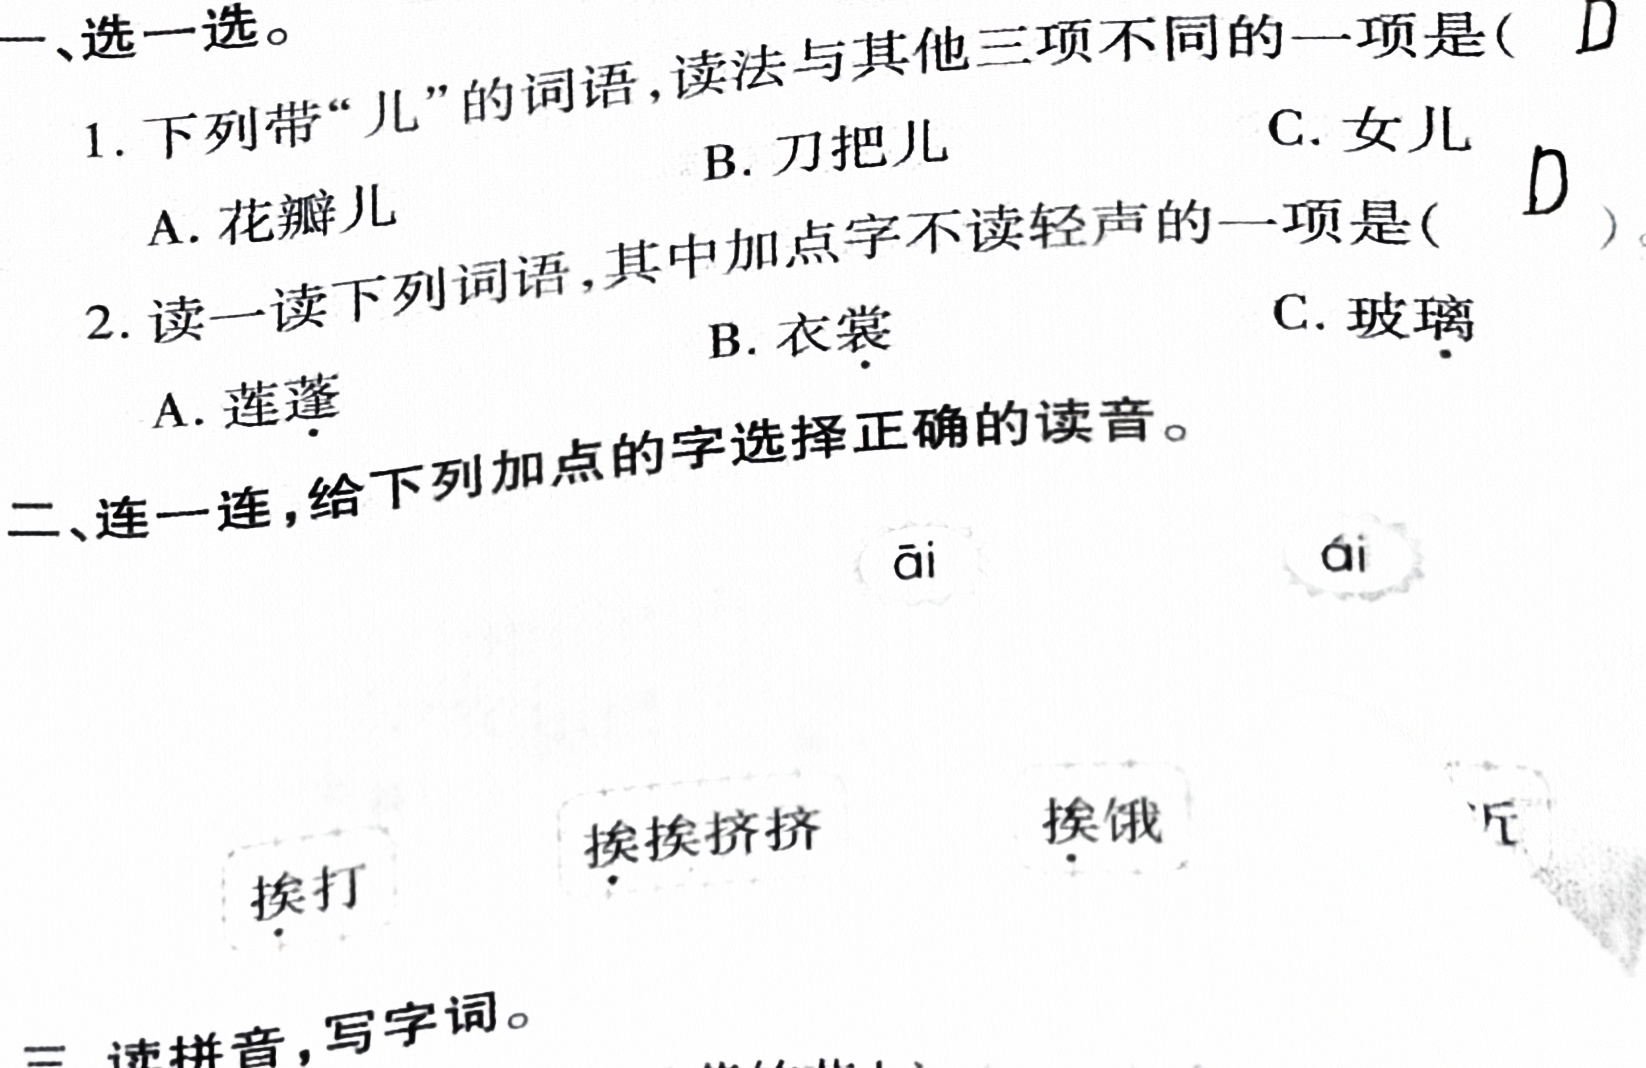 一、选一选。
1. 下列带“儿”的词语,读法与其他三项不同的一项是( D
A. 花瓣儿 B. 刀把儿 C. 女儿
2. 读一读下列词语,其中加点字不读轻声的一项是( D )。
A. 莲蓬 B. 衣裳 C. 玻璃
二、连一连,给下列加点的字选择正确的读音。
āi ái
挨打 挨挨挤挤 挨饿
三 读拼音,写字词。